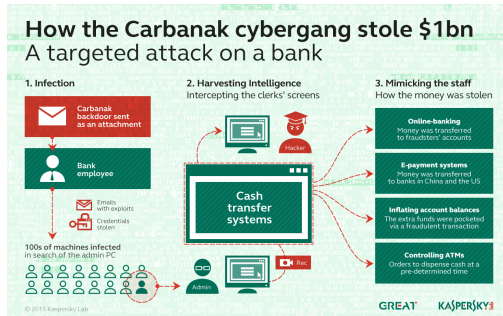 How the Carbanak cybergang stole $1bn
A targeted attack on a bank
1. Infection
Carbanak
backdoor sent
as an attachment
Bank
employee
Emails
with exploits
Credentials
stolen
100s of machines infected
in search of the admin PC
2. Harvesting Intelligence
Intercepting the clerks' screens
Hacker
Cash
transfer
systems
Rec
Admin
3. Mimicking the staff
How the money was stolen
Online-banking
Money was transferred
to fraudsters' accounts
E-payment systems
Money was transferred
to banks in China and the US
Inflating account balances
The extra funds were pocketed
via a fraudulent transaction
Controlling ATMs
Orders to dispense cash at a
pre-determined time
© 2015 Kaspersky Lab
GREAT
KASPERSKY LAB